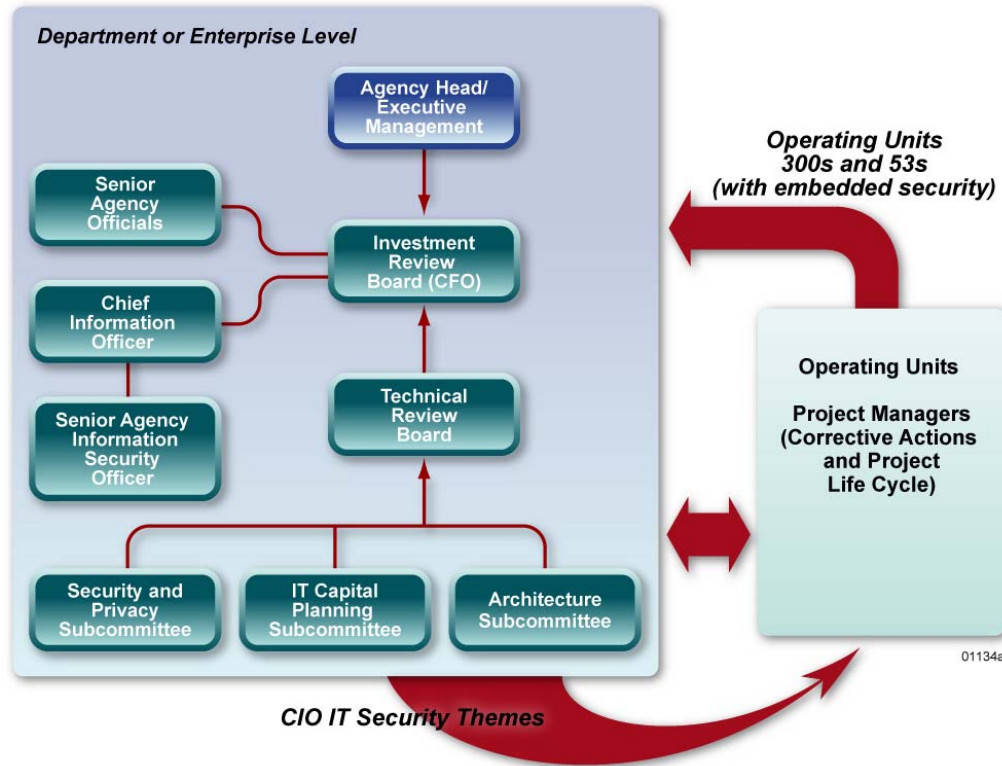 Department or Enterprise Level
Agency Head/
Executive
Management
Senior
Agency
Officials
Investment
Review
Board (CFO)
Chief
Information
Officer
Technical
Review
Board
Senior Agency
Information
Security
Officer
Security and
Privacy
Subcommittee
IT Capital
Planning
Subcommittee
Architecture
Subcommittee
Operating Units
300s and 53s
(with embedded security)
Operating Units
Project Managers
(Corrective Actions
and Project
Life Cycle)
01134a
CIO IT Security Themes